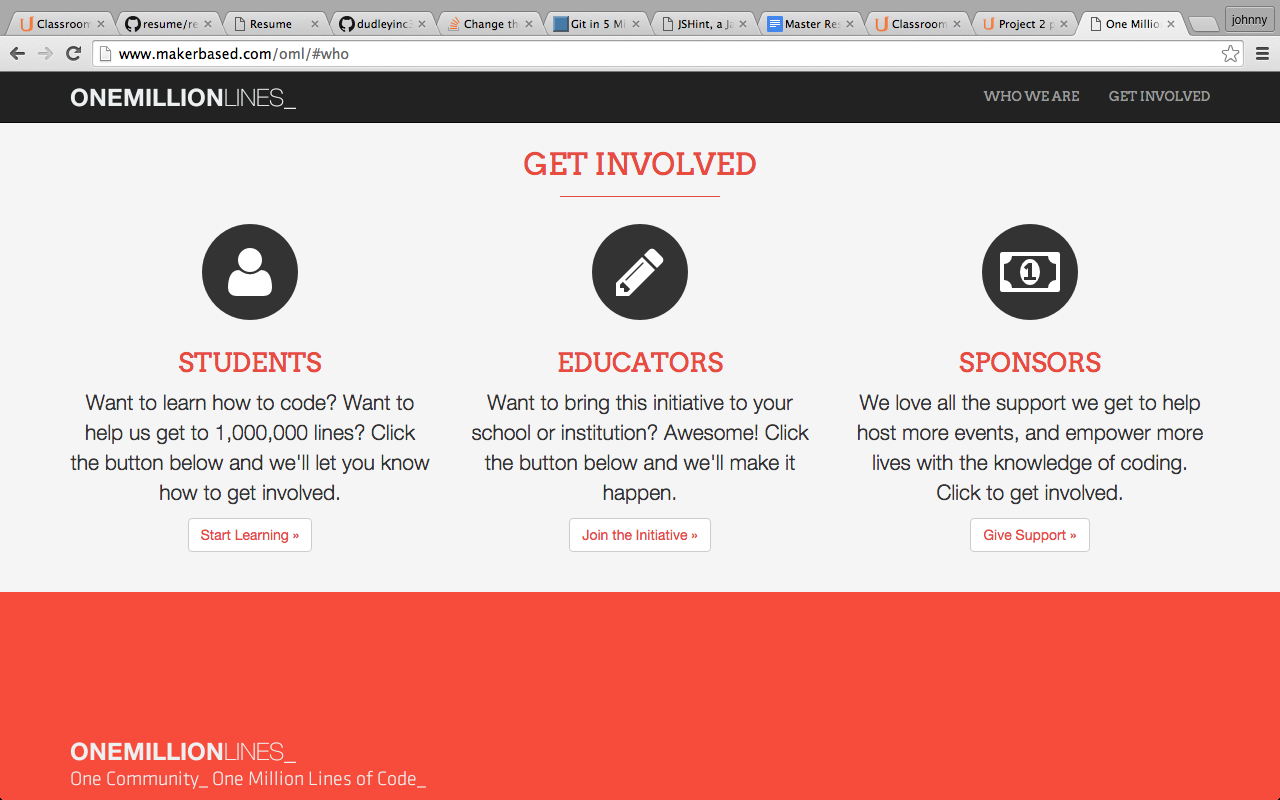 Classroom
resume/re
Resume
dudleyinc
Change th
Git in 5 Mi
JSHint, a Ja
Master Res
Classroom
Project 2 p
One Millio
johnny
www.makerbased.com/oml/#who
ONEMILLIONLINES_
WHO WE ARE
GET INVOLVED
GET INVOLVED
1
STUDENTS
Want to learn how to code? Want to
help us get to 1,000,000 lines? Click
the button below and we'll let you know
how to get involved.
Start Learning »
EDUCATORS
Want to bring this initiative to your
school or institution? Awesome! Click
the button below and we'll make it
happen.
Join the Initiative »
SPONSORS
We love all the support we get to help
host more events, and empower more
lives with the knowledge of coding.
Click to get involved.
Give Support »
ONEMILLIONLINES_
One Community_ One Million Lines of Code_